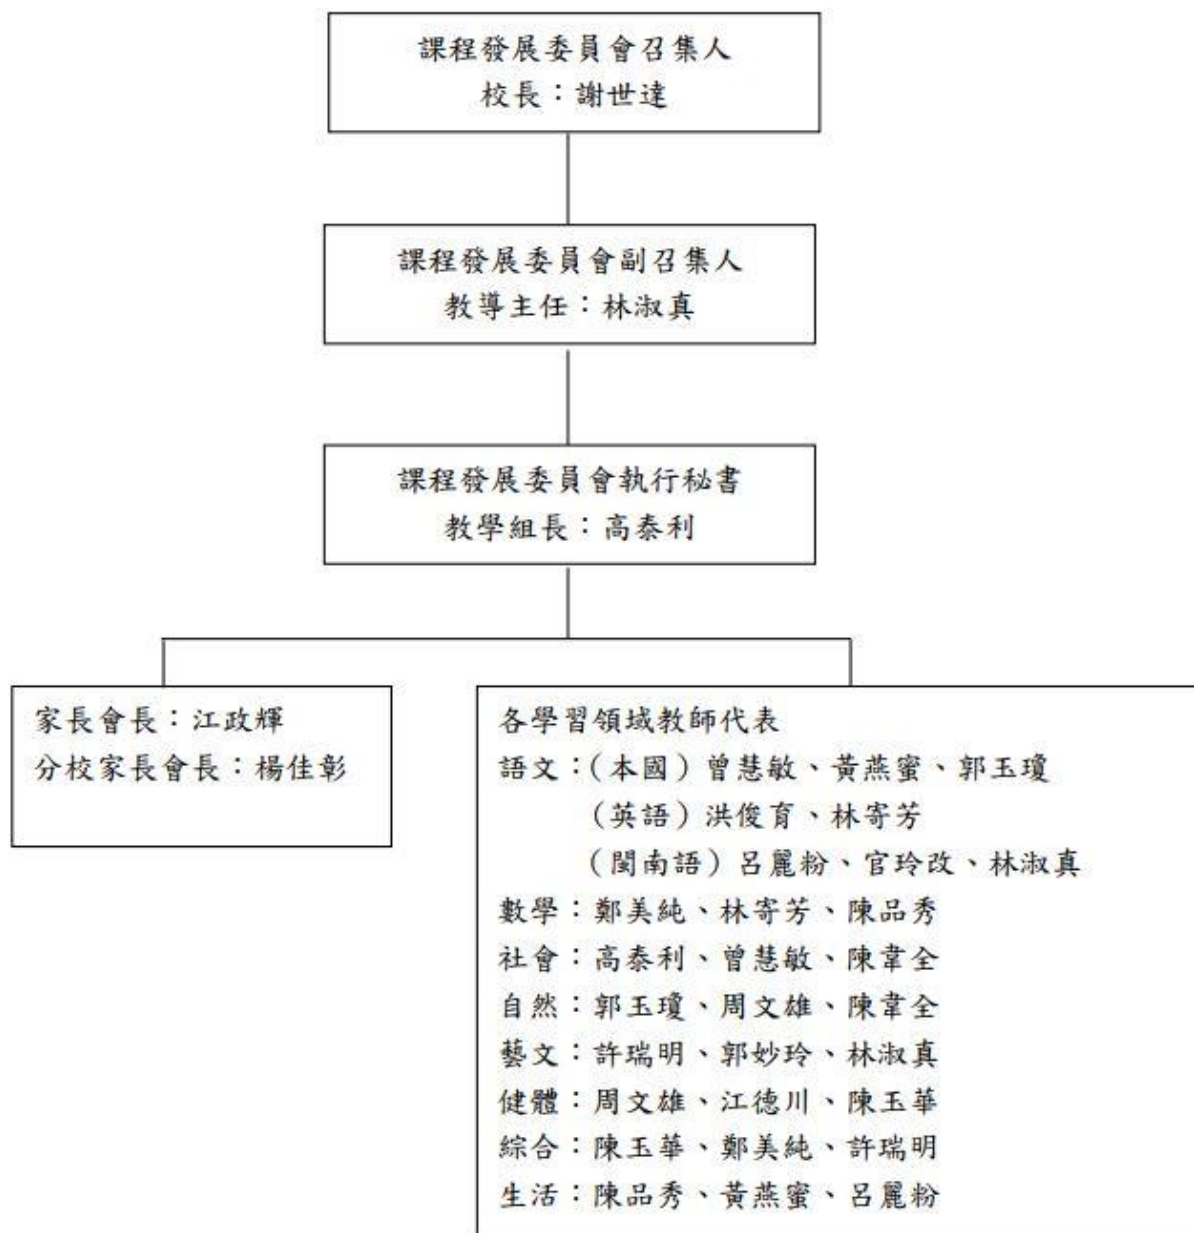 課程發展委員會召集人
校長：謝世達
課程發展委員會副召集人
教導主任：林淑真
課程發展委員會執行秘書
教學組長：高泰利
家長會長：江政輝
分校家長會長：楊佳彰
各學習領域教師代表
語文：(本國) 曾慧敏、黃燕蜜、郭玉瓊
(英語) 洪俊育、林寄芳
(閩南語) 呂麗粉、官玲改、林淑真
數學：鄭美純、林寄芳、陳品秀
社會：高泰利、曾慧敏、陳韋全
自然：郭玉瓊、周文雄、陳韋全
藝文：許瑞明、郭妙玲、林淑真
健體：周文雄、江德川、陳玉華
綜合：陳玉華、鄭美純、許瑞明
生活：陳品秀、黃燕蜜、呂麗粉